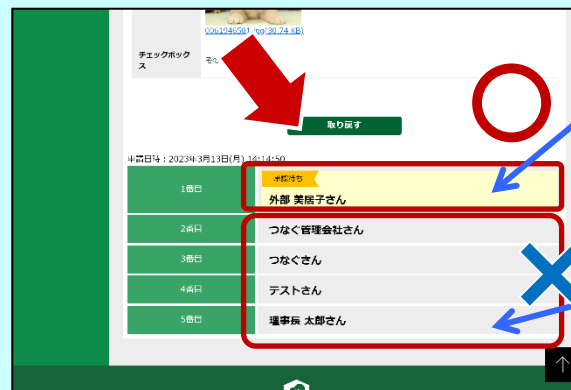 0061946501.jpg(30.74 KB)
チェックボックス
取り戻す
申請日時：2023年3月13日(月) 14:14:50
1番目
承認待ち
外部 美居子さん
2番目
つなぐ管理会社さん
3番目
つなぐさん
4番目
テストさん
5番目
理事長 太郎さん